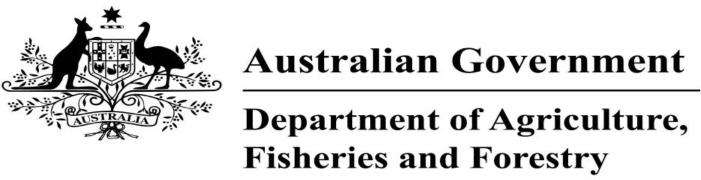 Australian Government
Department of Agriculture,
Fisheries and Forestry
AUSTRALIA